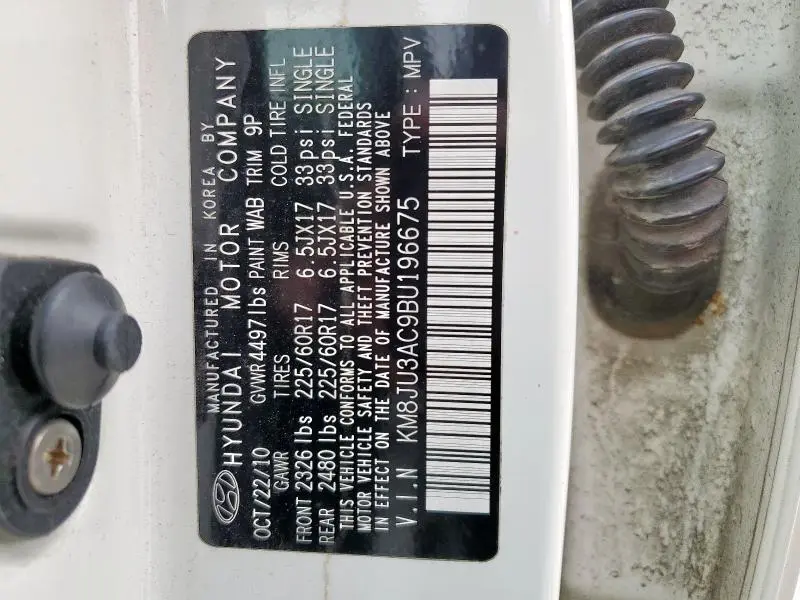 MANUFACTURED IN KOREA BY
HYUNDAI MOTOR COMPANY
OCT/22/10 GVWR4497lbs PAINT WAB TRIM 9P
GAWR TIRES RIMS COLD TIRE INFL
FRONT 2326 lbs 225/60R17 6.5JX17 33psi SINGLE
REAR 2480 lbs 225/60R17 6.5JX17 33psi SINGLE
THIS VEHICLE CONFORMS TO ALL APPLICABLE U.S.A. FEDERAL
MOTOR VEHICLE SAFETY AND THEFT PREVENTION STANDARDS
IN EFFECT ON THE DATE OF MANUFACTURE SHOWN ABOVE
V.I.N KM8JU3AC9BU196675 TYPE : MPV